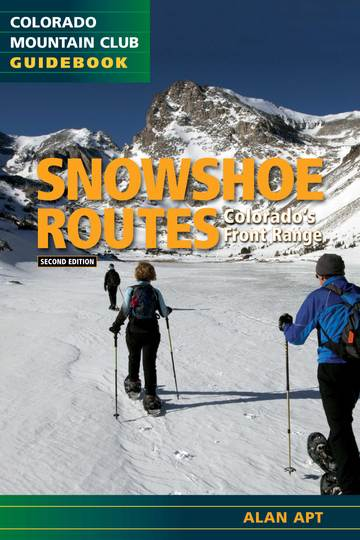 COLORADO
MOUNTAIN CLUB
GUIDEBOOK
SNOWSHOE
ROUTES
Colorado's
Front Range
SECOND EDITION
ALAN APT